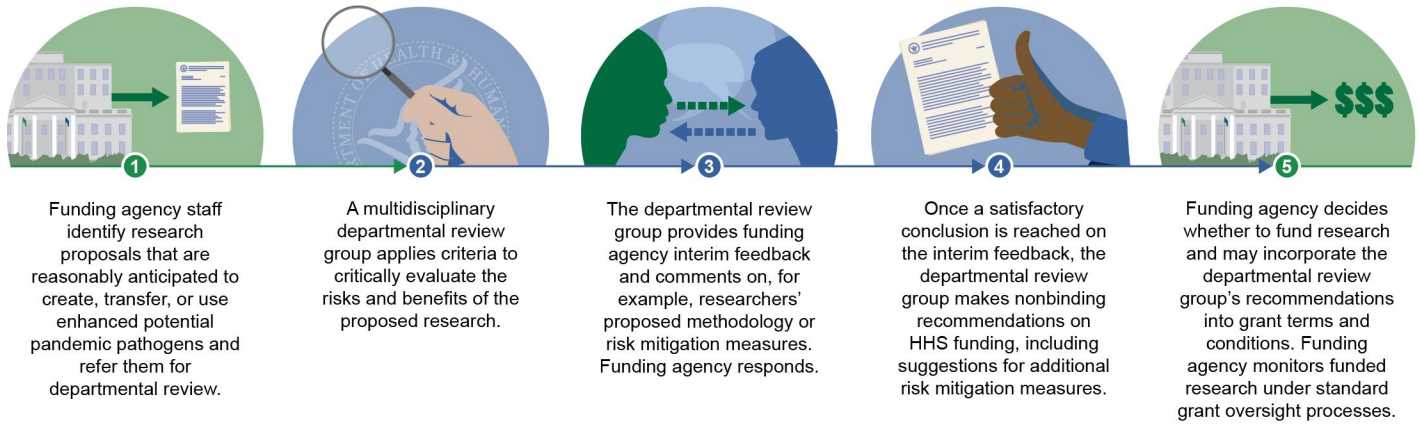 DEPARTMENT OF HEALTH & HUMAN
$$$
1
2
3
4
5
Funding agency staff
identify research
proposals that are
reasonably anticipated to
create, transfer, or use
enhanced potential
pandemic pathogens and
refer them for
departmental review.
A multidisciplinary
departmental review
group applies criteria to
critically evaluate the
risks and benefits of the
proposed research.
The departmental review
group provides funding
agency interim feedback
and comments on, for
example, researchers’
proposed methodology or
risk mitigation measures.
Funding agency responds.
Once a satisfactory
conclusion is reached on
the interim feedback, the
departmental review
group makes nonbinding
recommendations on
HHS funding, including
suggestions for additional
risk mitigation measures.
Funding agency decides
whether to fund research
and may incorporate the
departmental review
group’s recommendations
into grant terms and
conditions. Funding
agency monitors funded
research under standard
grant oversight processes.